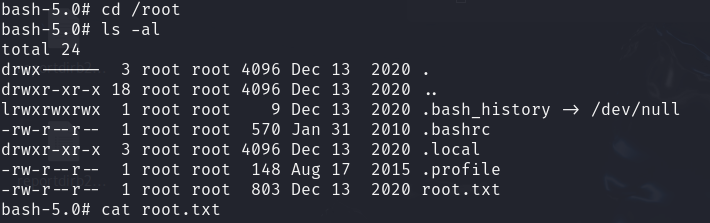 bash-5.0# cd /root
bash-5.0# ls -al
total 24
drwx------  3 root root 4096 Dec 13  2020 .
drwxr-xr-x 18 root root 4096 Dec 13  2020 ..
lrwxrwxrwx  1 root root    9 Dec 13  2020 .bash_history -> /dev/null
-rw-r--r--  1 root root  570 Jan 31  2010 .bashrc
drwxr-xr-x  3 root root 4096 Dec 13  2020 .local
-rw-r--r--  1 root root  148 Aug 17  2015 .profile
-rw-r--r--  1 root root  803 Dec 13  2020 root.txt
bash-5.0# cat root.txt